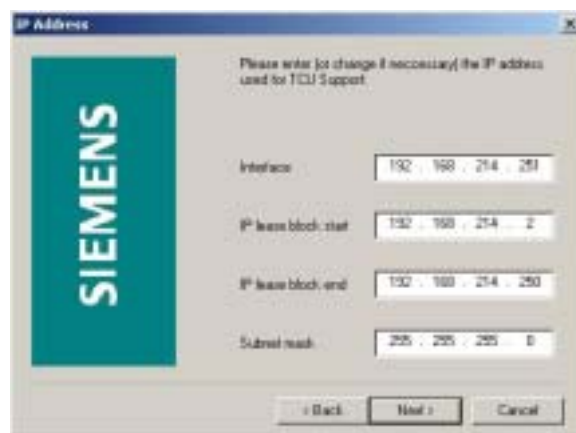 IP Address
SIEMENS
Please enter (or change if neccessary) the IP address
used for TCU Support
Interface 192 . 168 . 214 . 251
IP lease block start 192 . 168 . 214 . 2
IP lease block end 192 . 168 . 214 . 250
Subnet mask 255 . 255 . 255 . 0
< Back Next > Cancel